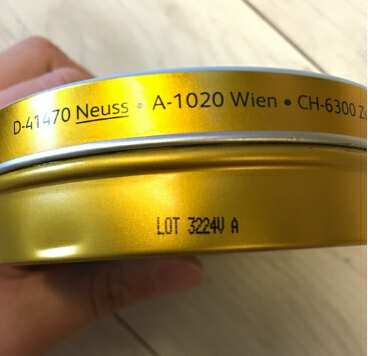 D-41470 Neuss • A-1020 Wien • CH-6300
LOT 3224V A